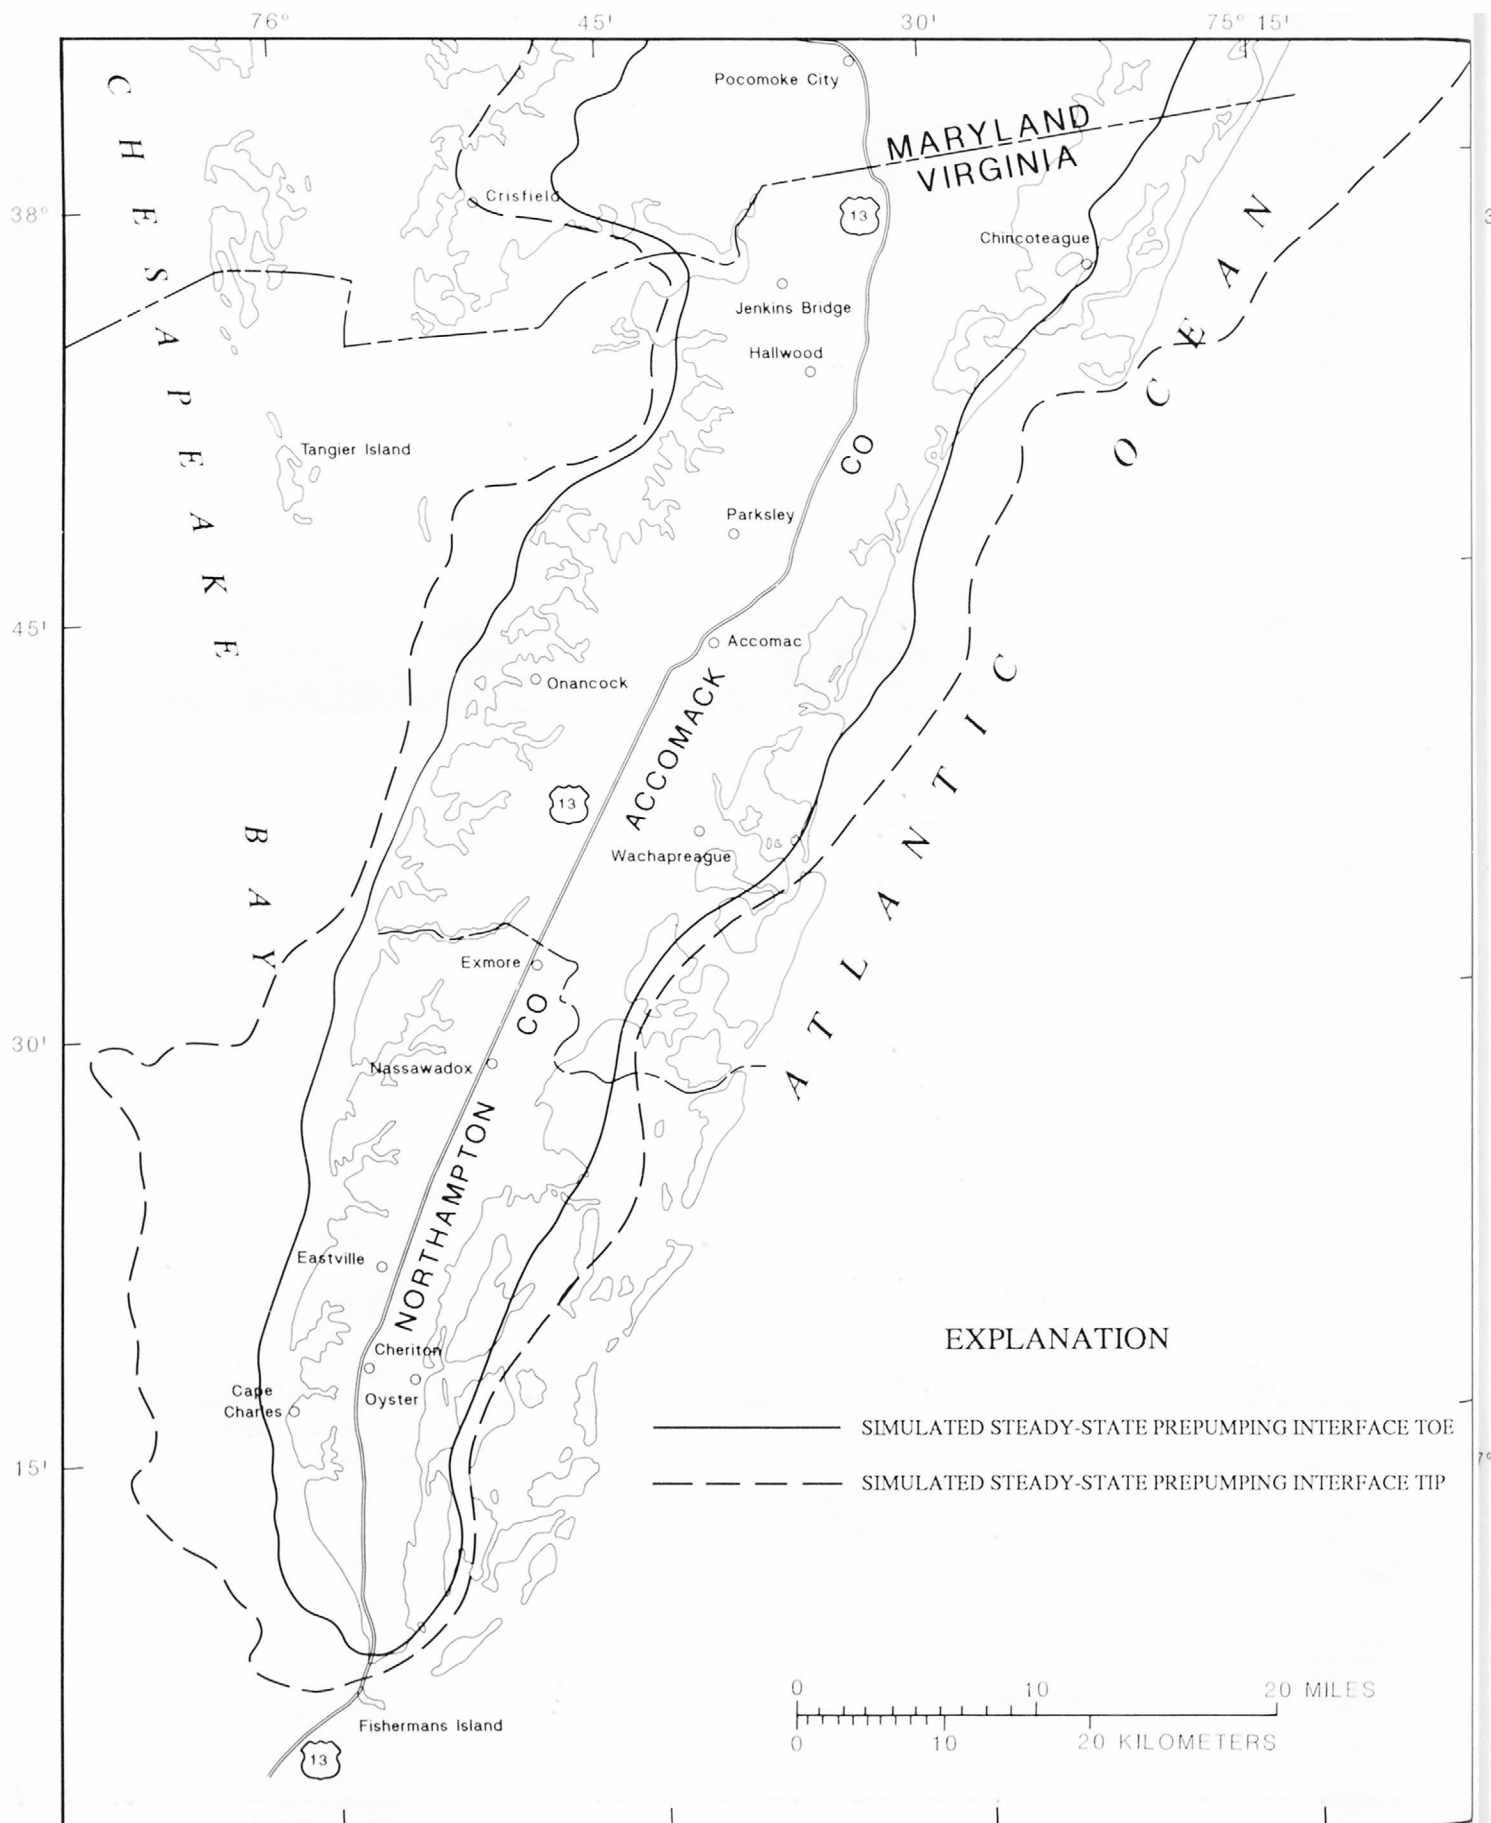 76° 45' 30' 75° 15'
Pocomoke City
MARYLAND
VIRGINIA
CHESAPEAKE BAY
Crisfield
38°
13
Chincoteague
Jenkins Bridge
Hallwood
Tangier Island
CO
Parksley
ATLANTIC OCEAN
45'
Accomac
Onancock
ACCOMACK
13
Wachapreague
Exmore
CO
30'
Nassawadox
NORTHAMPTON
Eastville
EXPLANATION
Cheriton
Cape
Charles
Oyster
SIMULATED STEADY-STATE PREPUMPING INTERFACE TOE
15'
SIMULATED STEADY-STATE PREPUMPING INTERFACE TIP
0 10 20 MILES
Fishermans Island
0 10 20 KILOMETERS
13